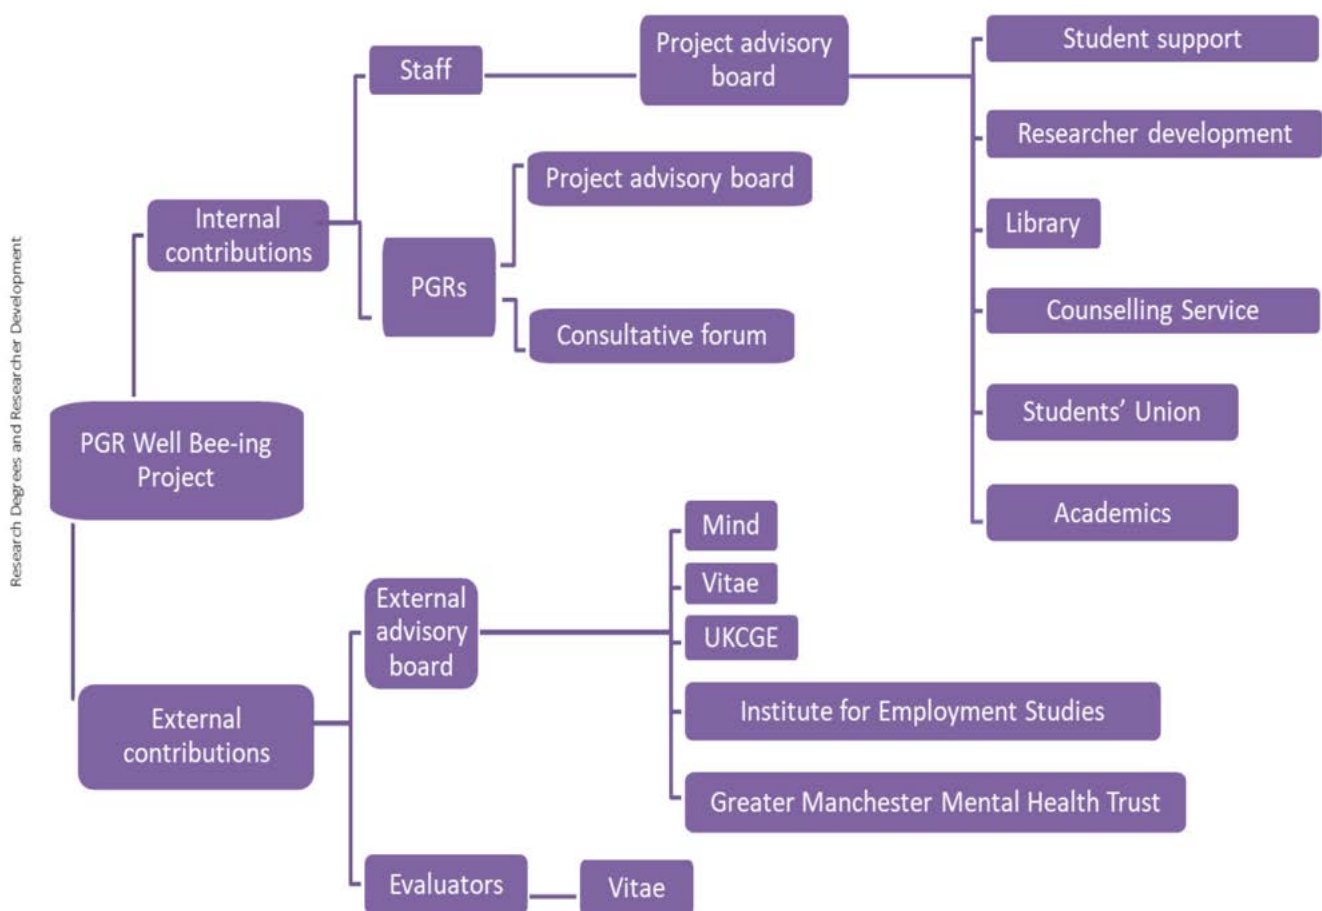 Research Degrees and Researcher Development
PGR Well Bee-ing
Project
Internal
contributions
Staff
Project advisory
board
Student support
Researcher development
Library
Counselling Service
Students’ Union
Academics
PGRs
Project advisory board
Consultative forum
External
contributions
External
advisory
board
Mind
Vitae
UKCGE
Institute for Employment Studies
Greater Manchester Mental Health Trust
Evaluators
Vitae